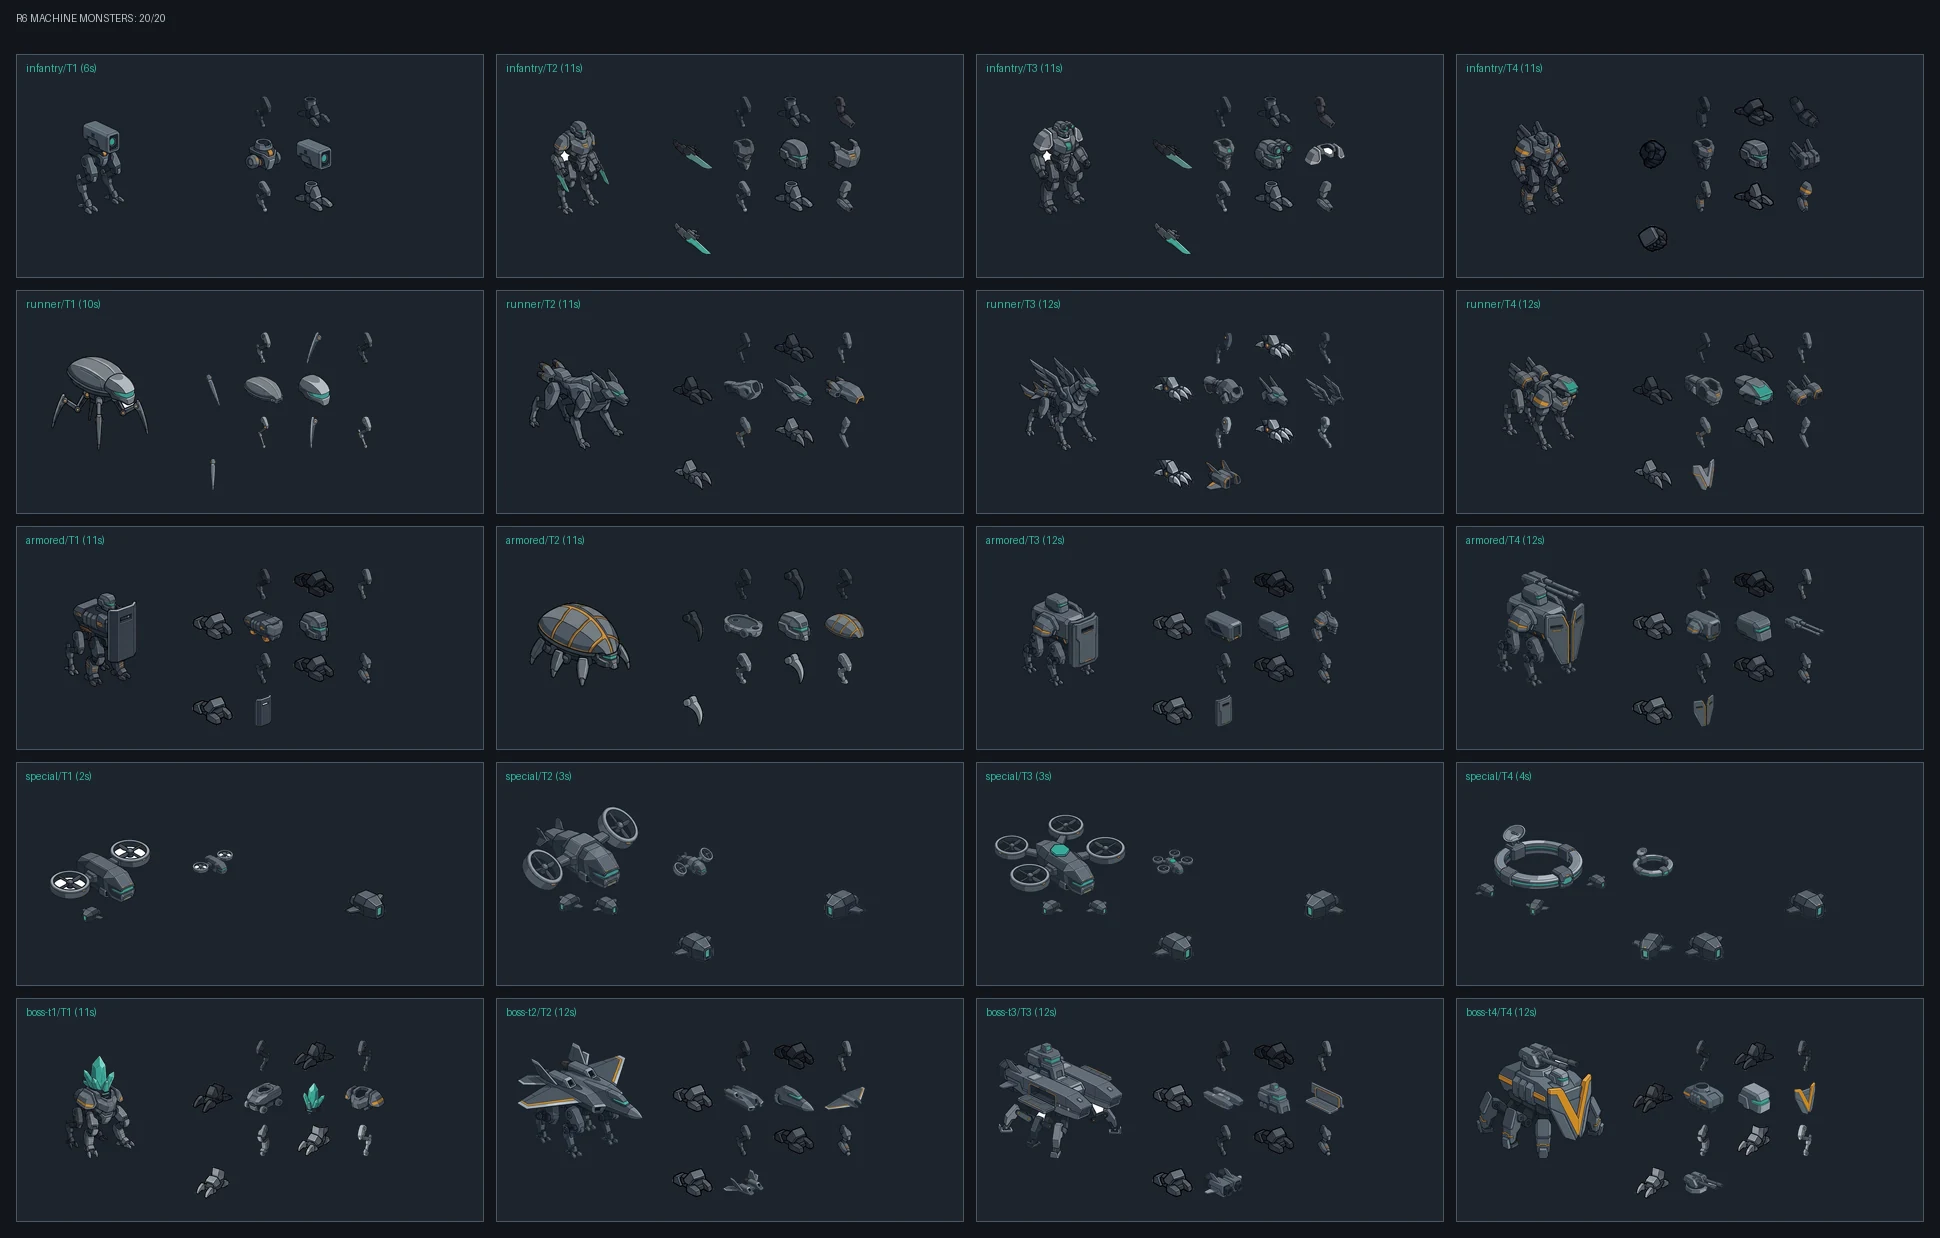 R6 MACHINE MONSTERS: 20/20
infantry/T1 (6s)
infantry/T2 (11s)
infantry/T3 (11s)
infantry/T4 (11s)
runner/T1 (10s)
runner/T2 (11s)
runner/T3 (12s)
runner/T4 (12s)
armored/T1 (11s)
armored/T2 (11s)
armored/T3 (12s)
armored/T4 (12s)
special/T1 (2s)
special/T2 (3s)
special/T3 (3s)
special/T4 (4s)
boss-t1/T1 (11s)
boss-t2/T2 (12s)
boss-t3/T3 (12s)
boss-t4/T4 (12s)